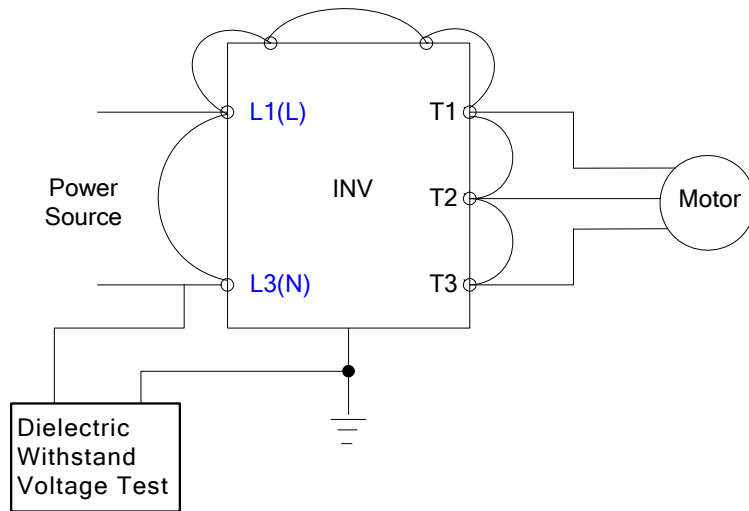 L1(L)
T1
Power
Source
INV
T2
Motor
L3(N)
T3
Dielectric
Withstand
Voltage Test